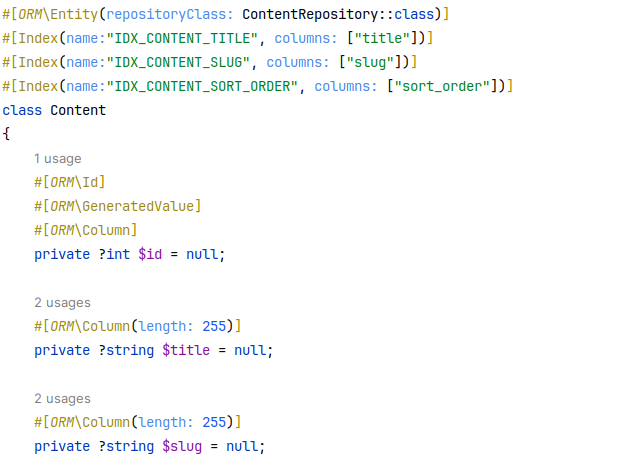 #[ORM\Entity(repositoryClass: ContentRepository::class)]
#[Index(name:"IDX_CONTENT_TITLE", columns: ["title"])]
#[Index(name:"IDX_CONTENT_SLUG", columns: ["slug"])]
#[Index(name:"IDX_CONTENT_SORT_ORDER", columns: ["sort_order"])]
class Content
{
1 usage
#[ORM\Id]
#[ORM\GeneratedValue]
#[ORM\Column]
private ?int $id = null;
2 usages
#[ORM\Column(length: 255)]
private ?string $title = null;
2 usages
#[ORM\Column(length: 255)]
private ?string $slug = null;